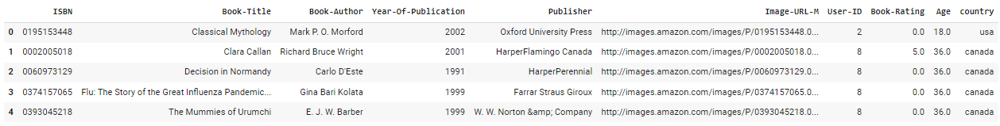 ISBN Book-Title Book-Author Year-Of-Publication Publisher Image-URL-M User-ID Book-Rating Age country
0 0195153448 Classical Mythology Mark P. O. Morford 2002 Oxford University Press http://images.amazon.com/images/P/0195153448.0... 2 0.0 18.0 usa
1 0002005018 Clara Callan Richard Bruce Wright 2001 HarperFlamingo Canada http://images.amazon.com/images/P/0002005018.0... 8 5.0 36.0 canada
2 0060973129 Decision in Normandy Carlo D'Este 1991 HarperPerennial http://images.amazon.com/images/P/0060973129.0... 8 0.0 36.0 canada
3 0374157065 Flu: The Story of the Great Influenza Pandemic... Gina Bari Kolata 1999 Farrar Straus Giroux http://images.amazon.com/images/P/0374157065.0... 8 0.0 36.0 canada
4 0393045218 The Mummies of Urumchi E. J. W. Barber 1999 W. W. Norton &amp; Company http://images.amazon.com/images/P/0393045218.0... 8 0.0 36.0 canada